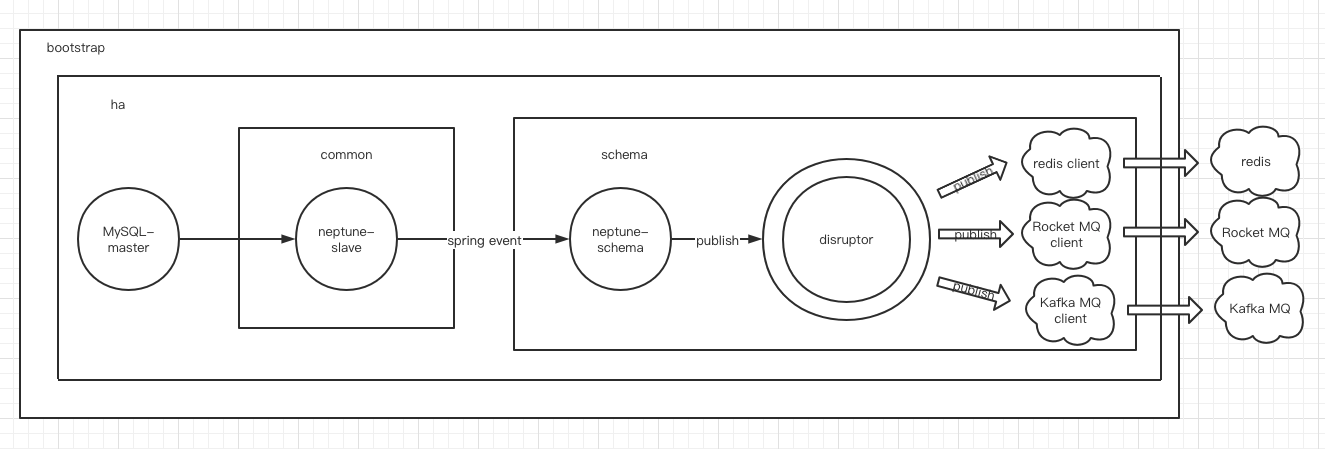 bootstrap
ha
common
schema
MySQL-
master
neptune-
slave
spring event
neptune-
schema
publish
disruptor
publish
publish
publish
redis client
Rocket MQ
client
Kafka MQ
client
redis
Rocket MQ
Kafka MQ